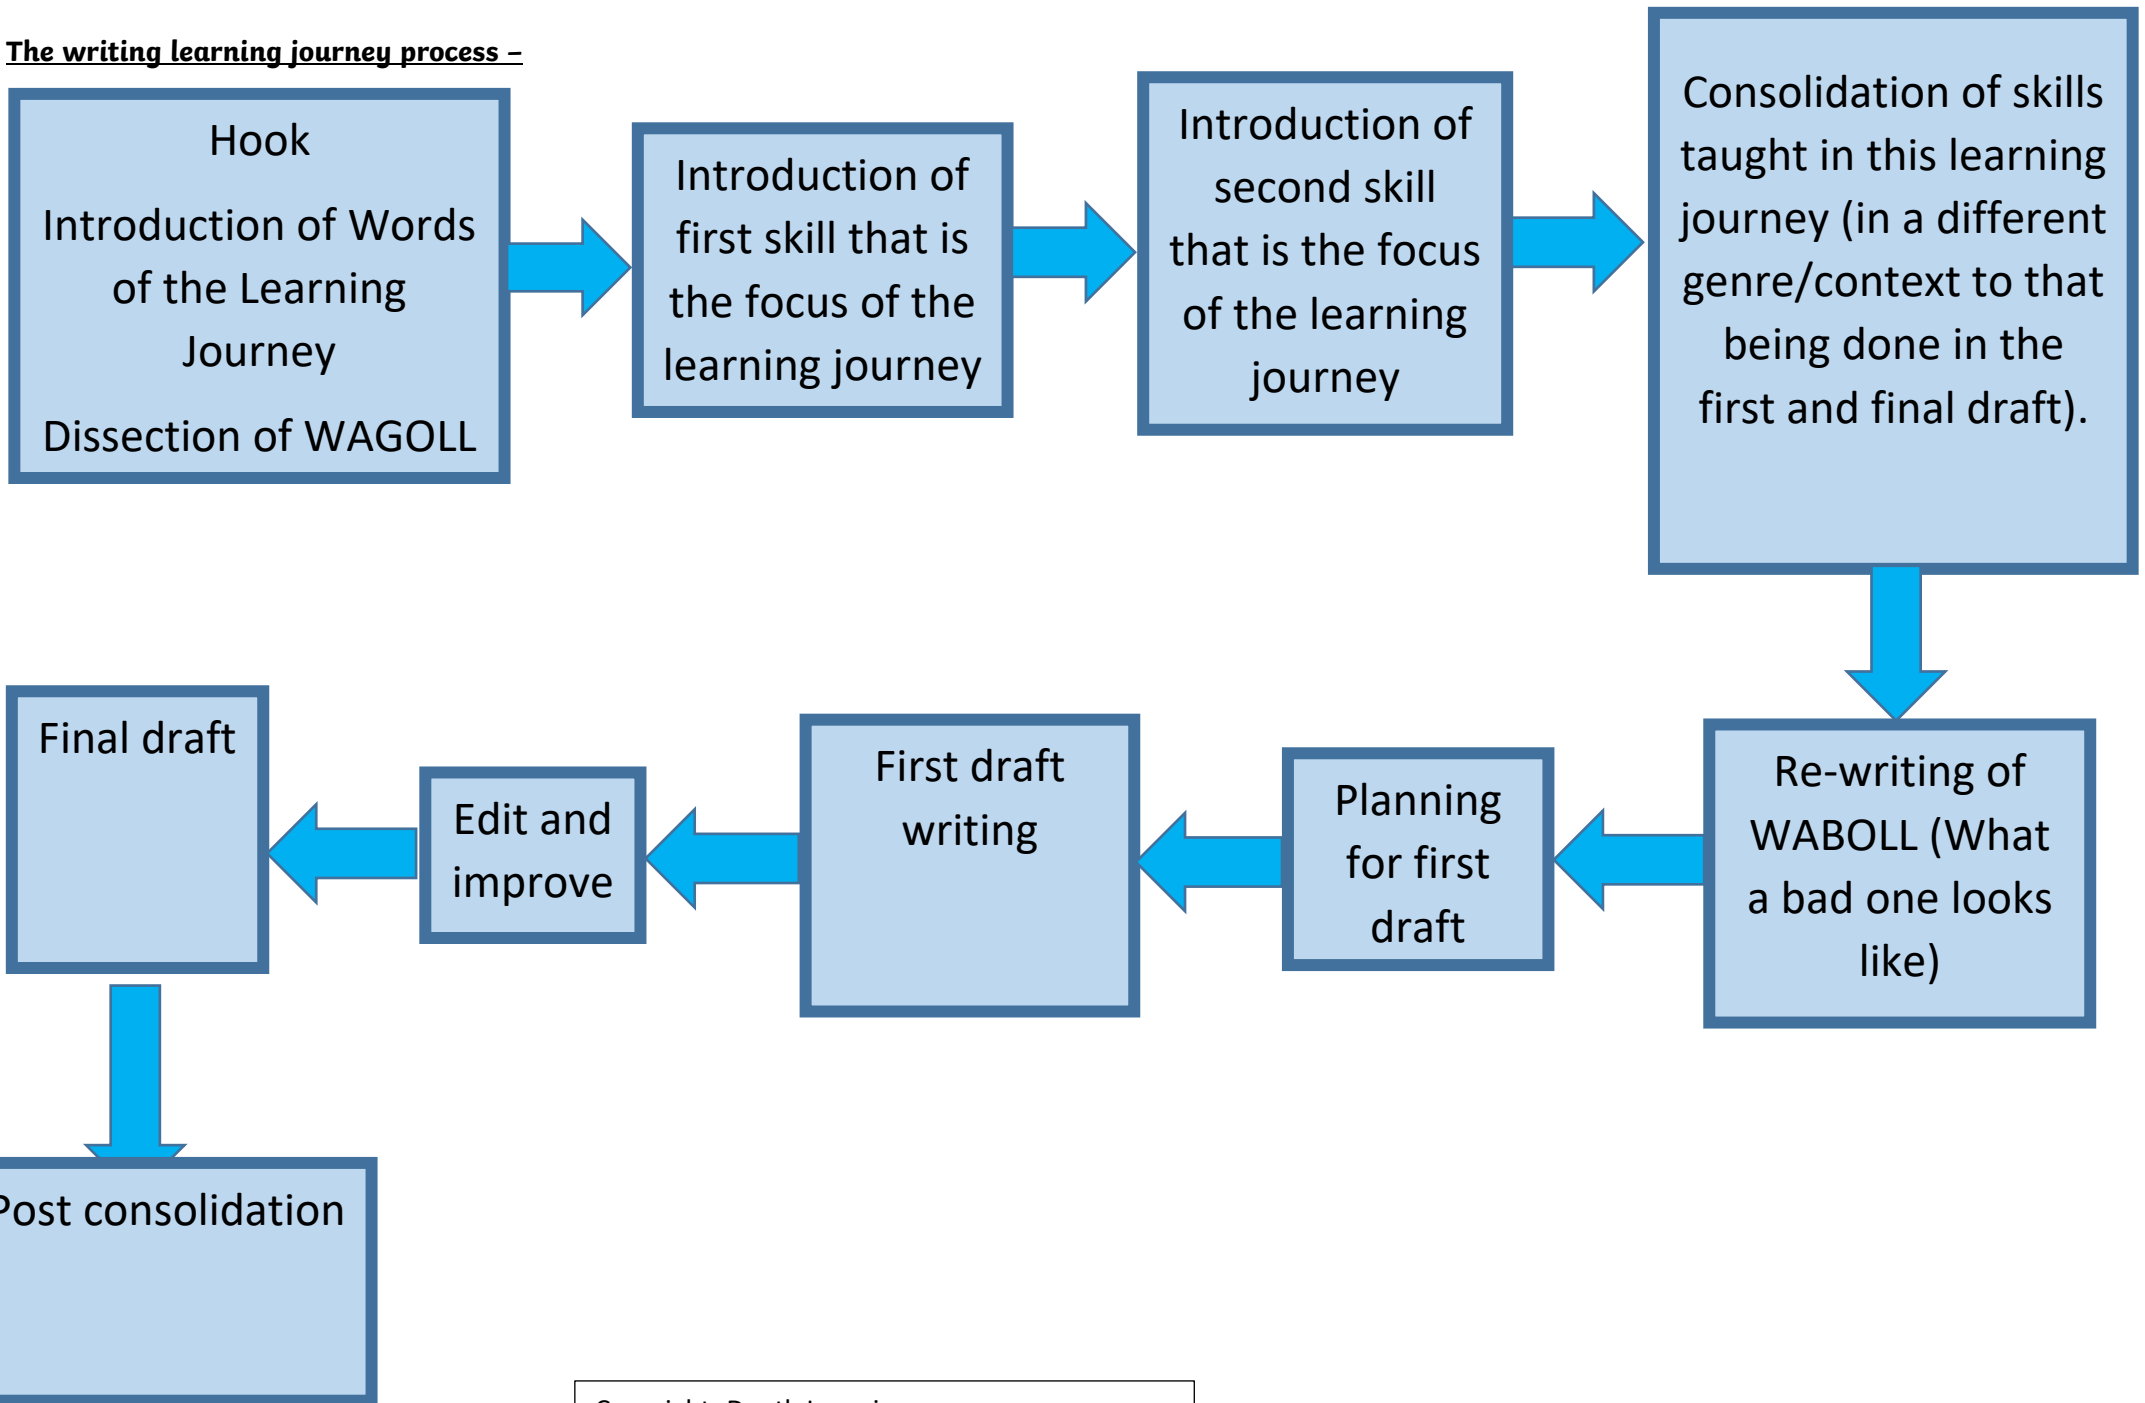 The writing learning journey process –
Hook
Introduction of Words
of the Learning
Journey
Dissection of WAGOLL
Introduction of
first skill that is
the focus of the
learning journey
Introduction of
second skill
that is the focus
of the learning
journey
Consolidation of skills
taught in this learning
journey (in a different
genre/context to that
being done in the
first and final draft).
Re-writing of
WABOLL (What
a bad one looks
like)
Planning
for first
draft
First draft
writing
Edit and
improve
Final draft
Post consolidation